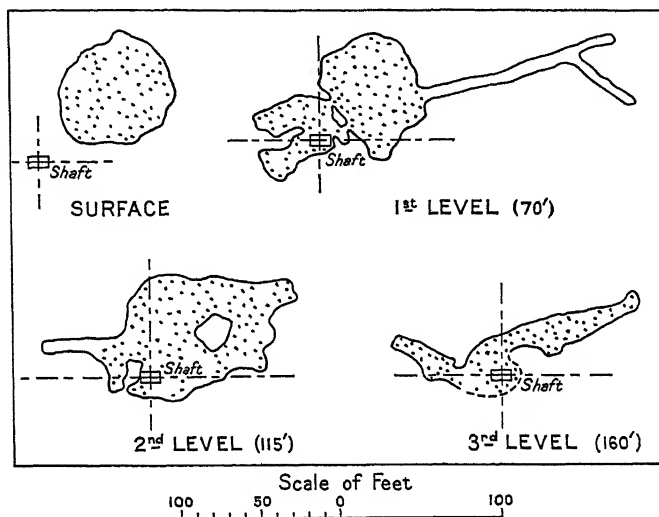 Shaft
SURFACE
Shaft
1st LEVEL (70')
Shaft
2nd LEVEL (115')
Shaft
3rd LEVEL (160')
Scale of Feet
100 50 0 100